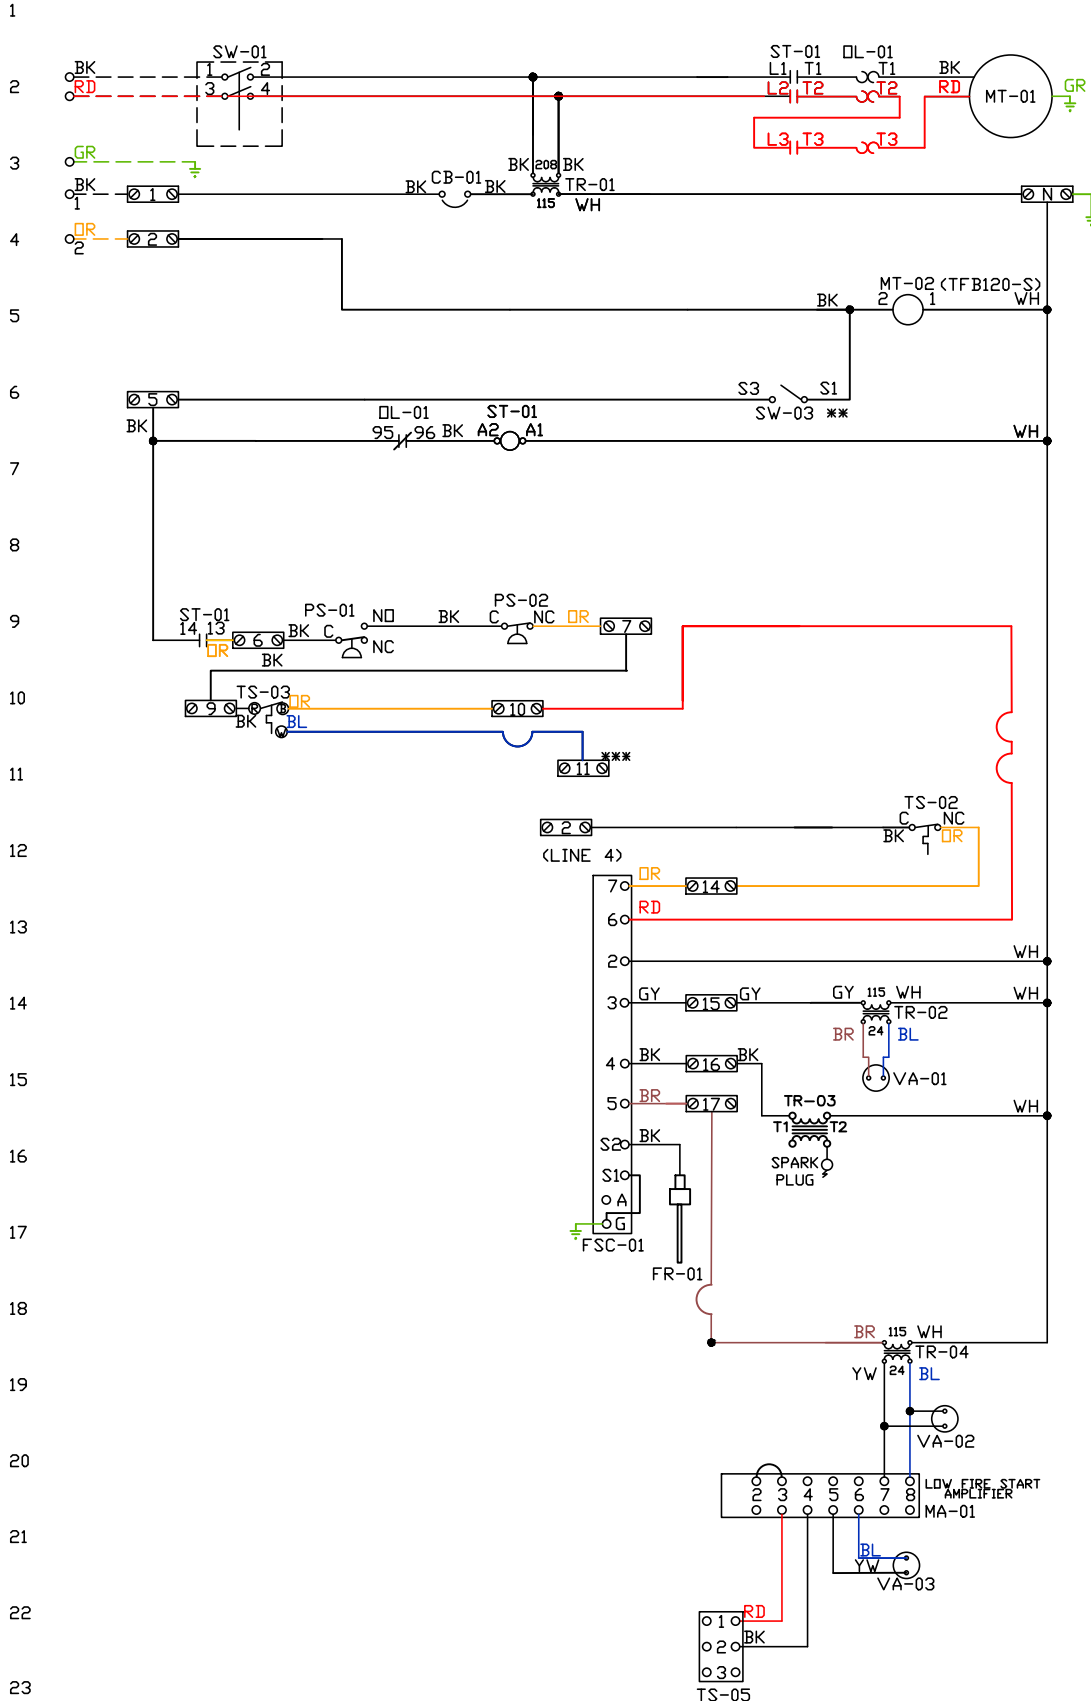 1
SW-01 ST-01 OL-01
BK 1 2 L1 T1 T1 BK
2 RD 3 4 L2 T2 T2 RD MT-01 GR
L3 T3 T3
3 GR BK 208 BK
BK 1 1 BK CB-01 BK 115 TR-01 WH N
4 OR 2 2
MT-02 (TFB120-S)
5 BK 2 1 WH
6 5 S3 S1
SW-03 **
BK OL-01 ST-01
95 96 BK A2 A1 WH
7
8
9 ST-01 PS-01 NO BK PS-02 C NC OR 7
14 13 OR 6 BK C NC
BK
10 9 BK TS-03 R B OR 10
W BL
11 11 ***
TS-02
2 C NC
BK OR
12 (LINE 4)
7 OR 14
13 6 RD
2 WH
14 3 GY 15 GY GY 115 WH WH
TR-02
BR 24 BL
15 4 BK 16 BK VA-01
5 BR 17 TR-03 WH
T1 T2
16 S2 BK SPARK PLUG
S1
A
17 G
FSC-01
FR-01
18
BR 115 WH
TR-04
19 YW 24 BL
VA-02
20
2 3 4 5 6 7 8 LOW FIRE START
AMPLIFIER
MA-01
21
BL
YW
VA-03
22 1 RD
2 BK
3
23 TS-05